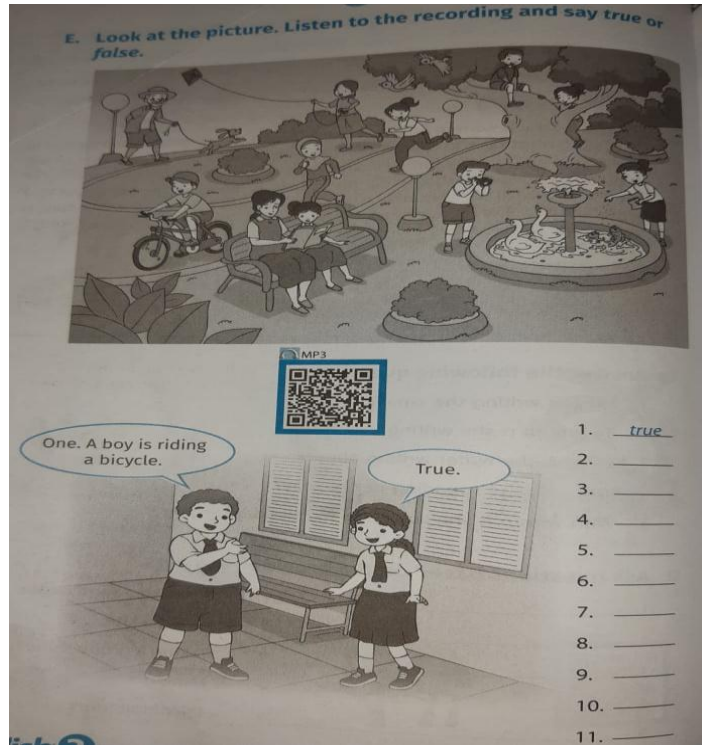 E. Look at the picture. Listen to the recording and say true or
false.
MP3
One. A boy is riding
a bicycle.
True.
1. true
2.
3.
4.
5.
6.
7.
8.
9.
10.
11.